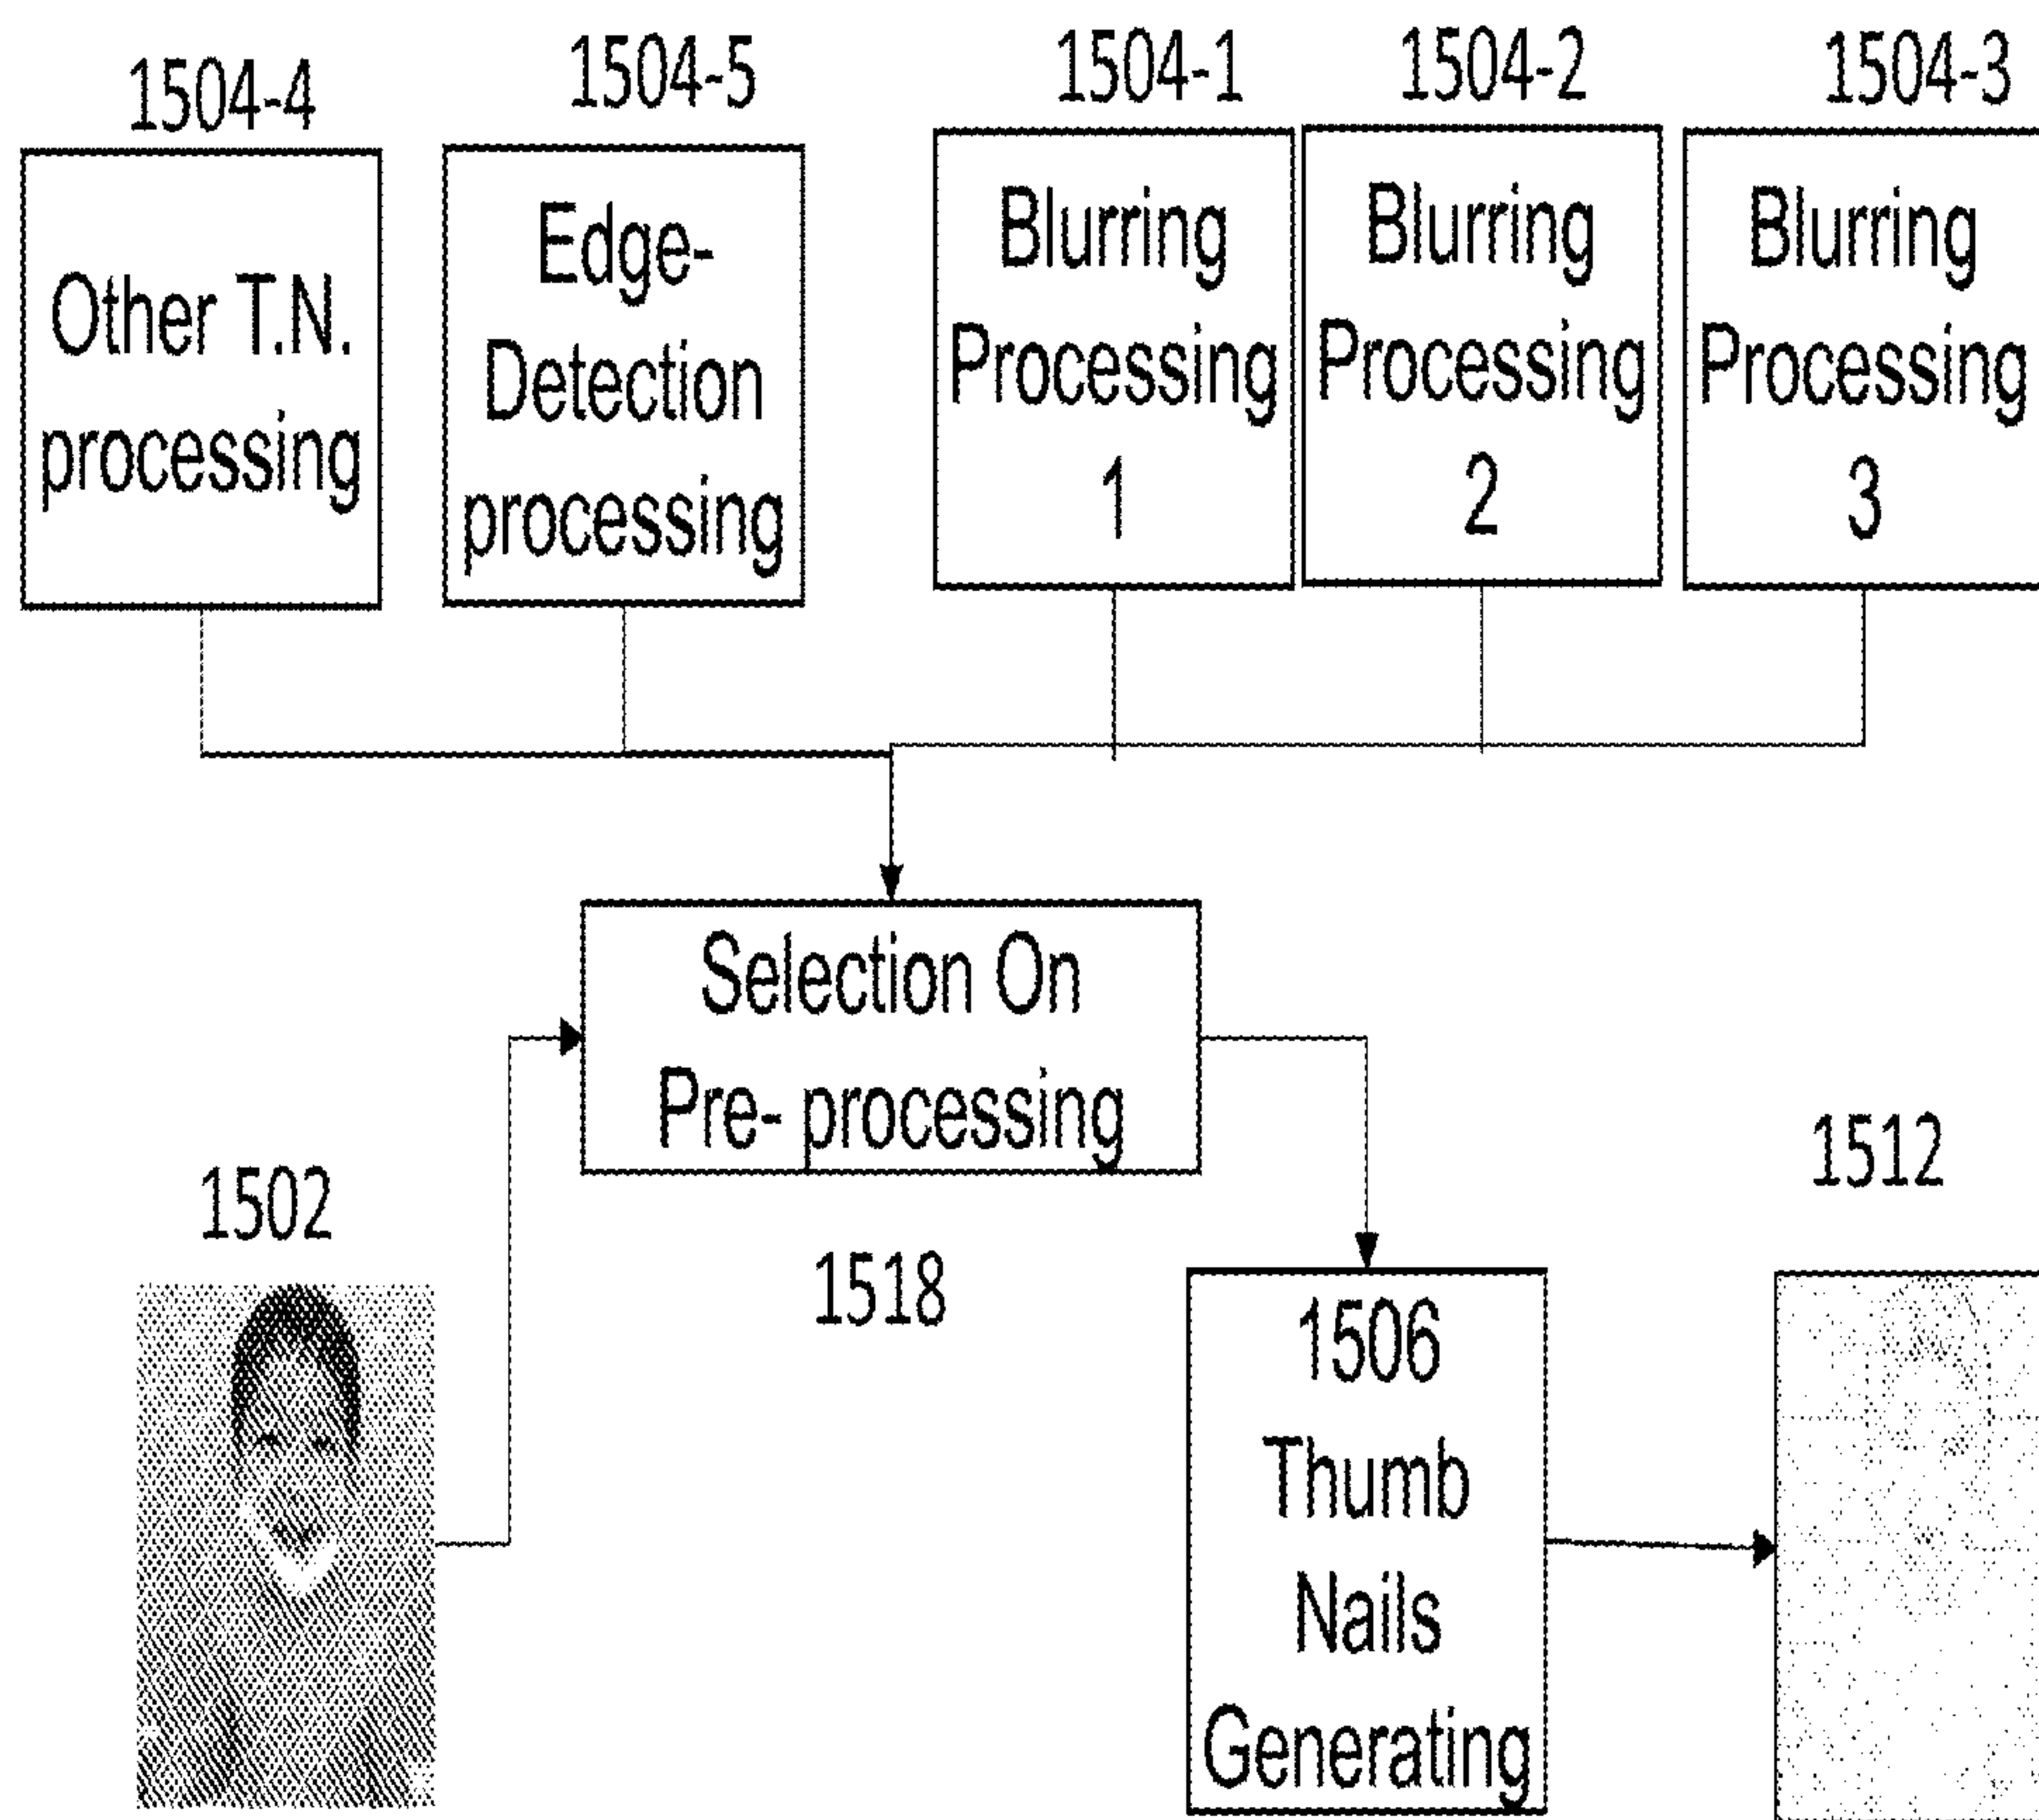 1504-4
1504-5
1504-1
1504-2
1504-3
Other T.N.
processing
Edge-
Detection
processing
Blurring
Processing
1
Blurring
Processing
2
Blurring
Processing
3
Selection On
Pre- processing
1518
1502
1506
Thumb
Nails
Generating
1512